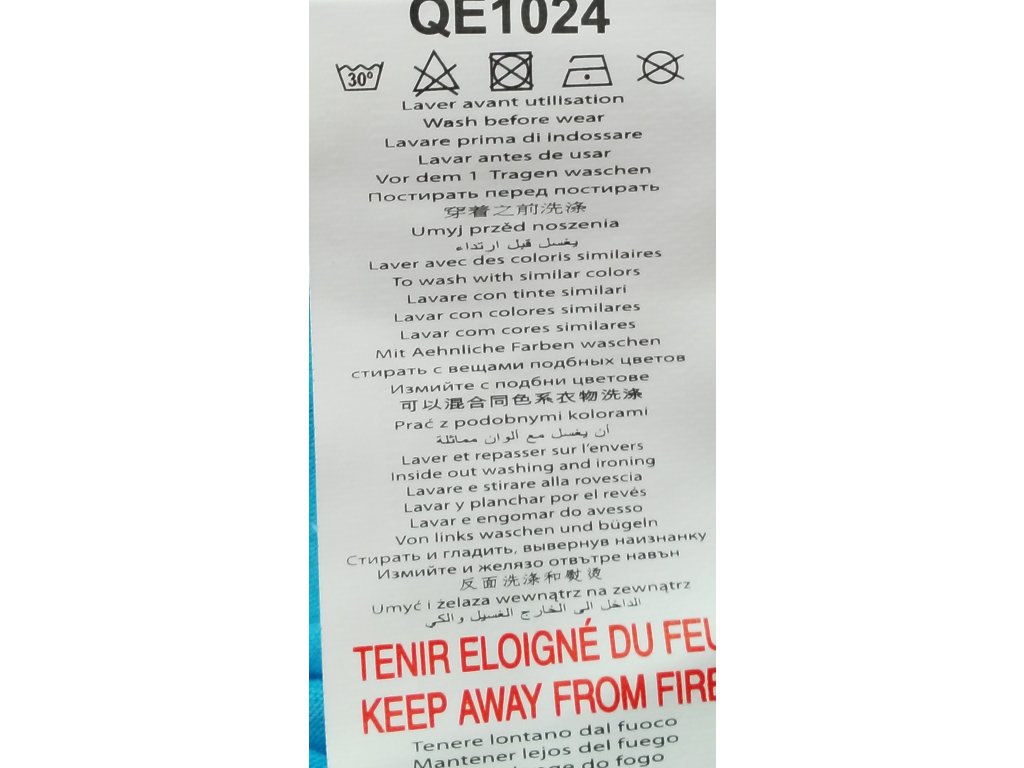 QE1024
30º
Laver avant utilisation
Wash before wear
Lavare prima di indossare
Lavar antes de usar
Vor dem 1 Tragen waschen
Постирать перед постирать
穿着之前洗涤
Umyj przěd noszenia
يغسل قبل ارتداء
Laver avec des coloris similaires
To wash with similar colors
Lavare con tinte similari
Lavar con colores similares
Lavar com cores similares
Mit Aehnliche Farben waschen
стирать с вещами подбных цветов
Измийте с подбни цветове
可以混合同色系衣物洗涤
Prać z podobnymi kolorami
أن يغسل مع ألوان مماثلة
Laver et repasser sur l'envers
Inside out washing and ironing
Lavare e stirare alla rovescia
Lavar y planchar por el revés
Lavar e engomar do avesso
Von links waschen und bügeln
Стирать и гладить, вывернув наизнанку
Измийте и желязо отвътре навън
反面洗涤和熨烫
Umyć i żelaza wewnątrz na zewnątrz
الداخل الى الخارج الغسيل والكي
TENIR ELOIGNÉ DU FEU
KEEP AWAY FROM FIRE
Tenere lontano dal fuoco
Mantener lejos del fuego
do fogo